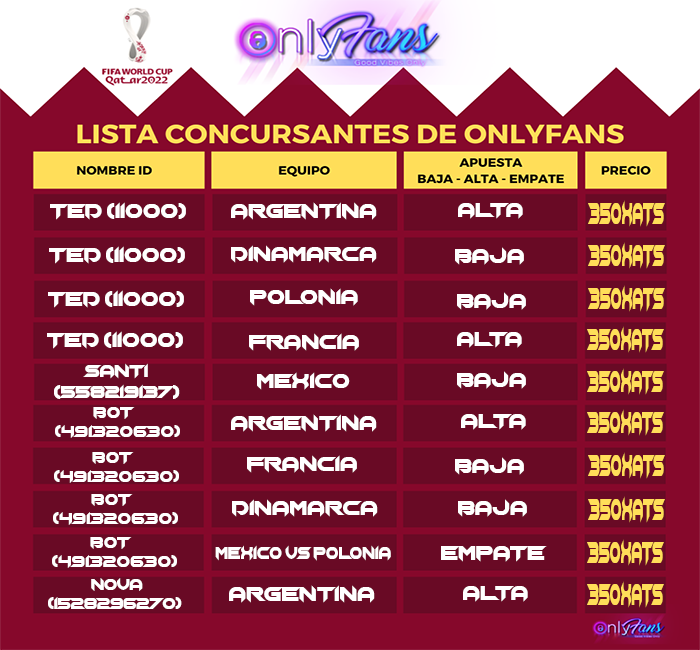 FIFA WORLD CUP
Qatar2022
OnlyFans
Good Vibes Only
LISTA CONCURSANTES DE ONLYFANS
NOMBRE ID
EQUIPO
APUESTA
BAJA - ALTA - EMPATE
PRECIO
TED (11000)
ARGENTINA
ALTA
350XATS
TED (11000)
DINAMARCA
BAJA
350XATS
TED (11000)
POLONIA
BAJA
350XATS
TED (11000)
FRANCIA
ALTA
350XATS
SANTI
(558219137)
MEXICO
BAJA
350XATS
BOT
(491320630)
ARGENTINA
ALTA
350XATS
BOT
(491320630)
FRANCIA
BAJA
350XATS
BOT
(491320630)
DINAMARCA
BAJA
350XATS
BOT
(491320630)
MEXICO VS POLONIA
EMPATE
350XATS
NOVA
(1528296270)
ARGENTINA
ALTA
350XATS
OnlyFans